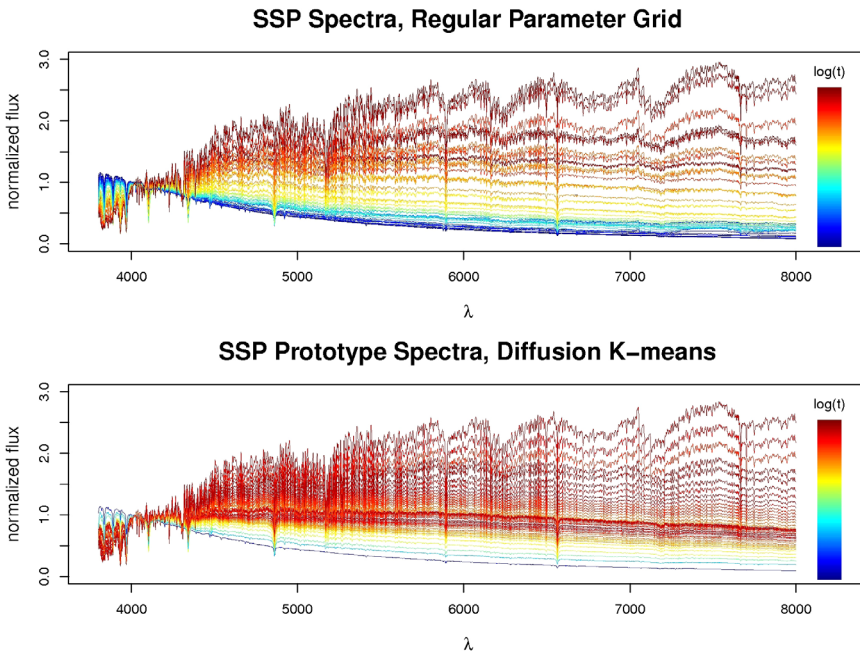 SSP Spectra, Regular Parameter Grid
normalized flux
3.0
2.0
1.0
0.0
log(t)
4000 5000 6000 7000 8000
λ
SSP Prototype Spectra, Diffusion K−means
normalized flux
3.0
2.0
1.0
0.0
log(t)
4000 5000 6000 7000 8000
λ